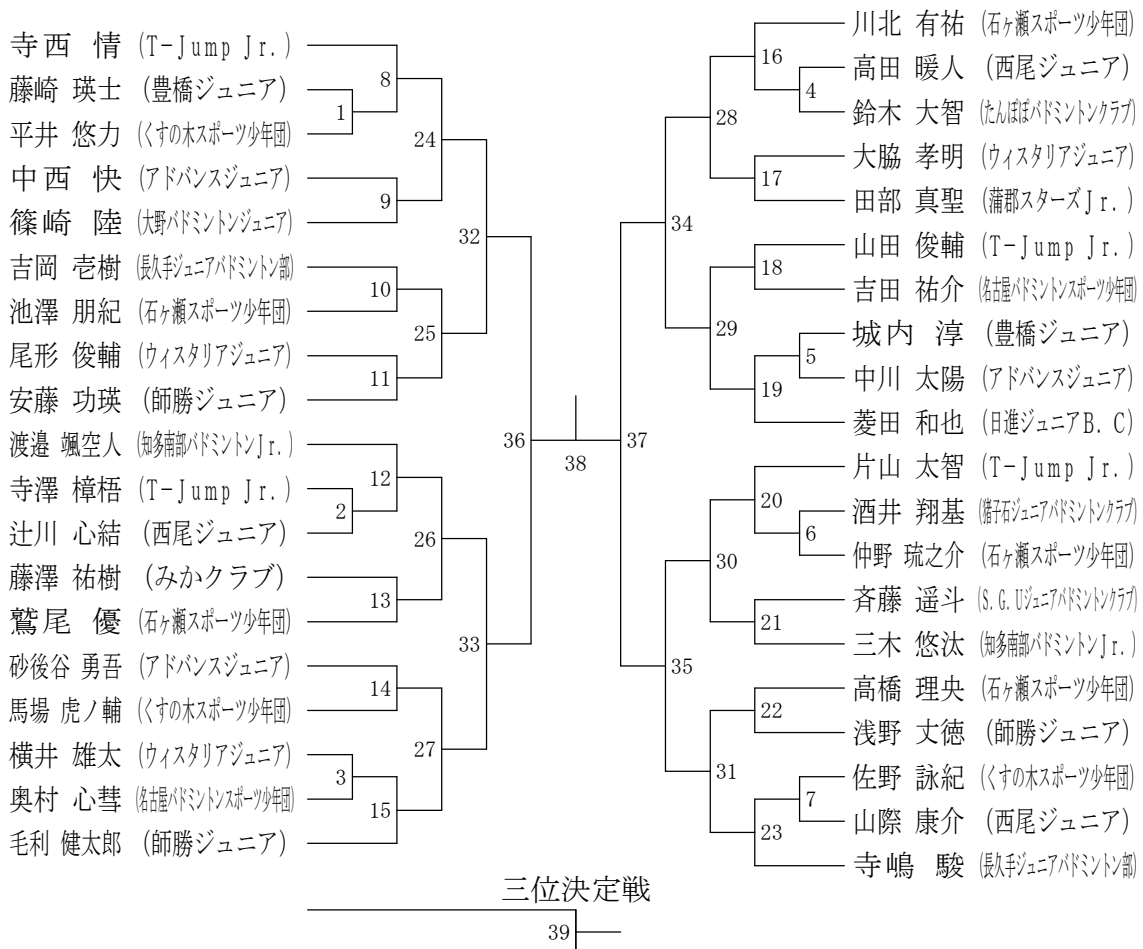 寺西 情 (T-Jump Jr.)
藤崎 瑛士 (豊橋ジュニア)
平井 悠力 (くすの木スポーツ少年団)
中西 快 (アドバンスジュニア)
篠崎 陸 (大野バドミントンジュニア)
吉岡 壱樹 (長久手ジュニアバドミントン部)
池澤 朋紀 (石ヶ瀬スポーツ少年団)
尾形 俊輔 (ウィスタリアジュニア)
安藤 功瑛 (師勝ジュニア)
渡邉 颯空人 (知多南部バドミントンJr.)
寺澤 樟梧 (T-Jump Jr.)
辻川 心結 (西尾ジュニア)
藤澤 祐樹 (みかクラブ)
鷲尾 優 (石ヶ瀬スポーツ少年団)
砂後谷 勇吾 (アドバンスジュニア)
馬場 虎ノ輔 (くすの木スポーツ少年団)
横井 雄太 (ウィスタリアジュニア)
奥村 心彗 (名古屋バドミントンスポーツ少年団)
毛利 健太郎 (師勝ジュニア)
1
2
3
8
9
10
11
12
13
14
15
24
25
26
27
32
33
36
38
37
34
35
28
29
30
31
16
17
18
19
20
21
22
23
4
5
6
7
川北 有祐 (石ヶ瀬スポーツ少年団)
高田 暖人 (西尾ジュニア)
鈴木 大智 (たんぽぽバドミントンクラブ)
大脇 孝明 (ウィスタリアジュニア)
田部 真聖 (蒲郡スターズJr.)
山田 俊輔 (T-Jump Jr.)
吉田 祐介 (名古屋バドミントンスポーツ少年団)
城内 淳 (豊橋ジュニア)
中川 太陽 (アドバンスジュニア)
菱田 和也 (日進ジュニアB.C)
片山 太智 (T-Jump Jr.)
酒井 翔基 (猪子石ジュニアバドミントンクラブ)
仲野 琉之介 (石ヶ瀬スポーツ少年団)
斉藤 遥斗 (S.G.Uジュニアバドミントンクラブ)
三木 悠汰 (知多南部バドミントンJr.)
高橋 理央 (石ヶ瀬スポーツ少年団)
浅野 丈徳 (師勝ジュニア)
佐野 詠紀 (くすの木スポーツ少年団)
山際 康介 (西尾ジュニア)
寺嶋 駿 (長久手ジュニアバドミントン部)
三位決定戦
39